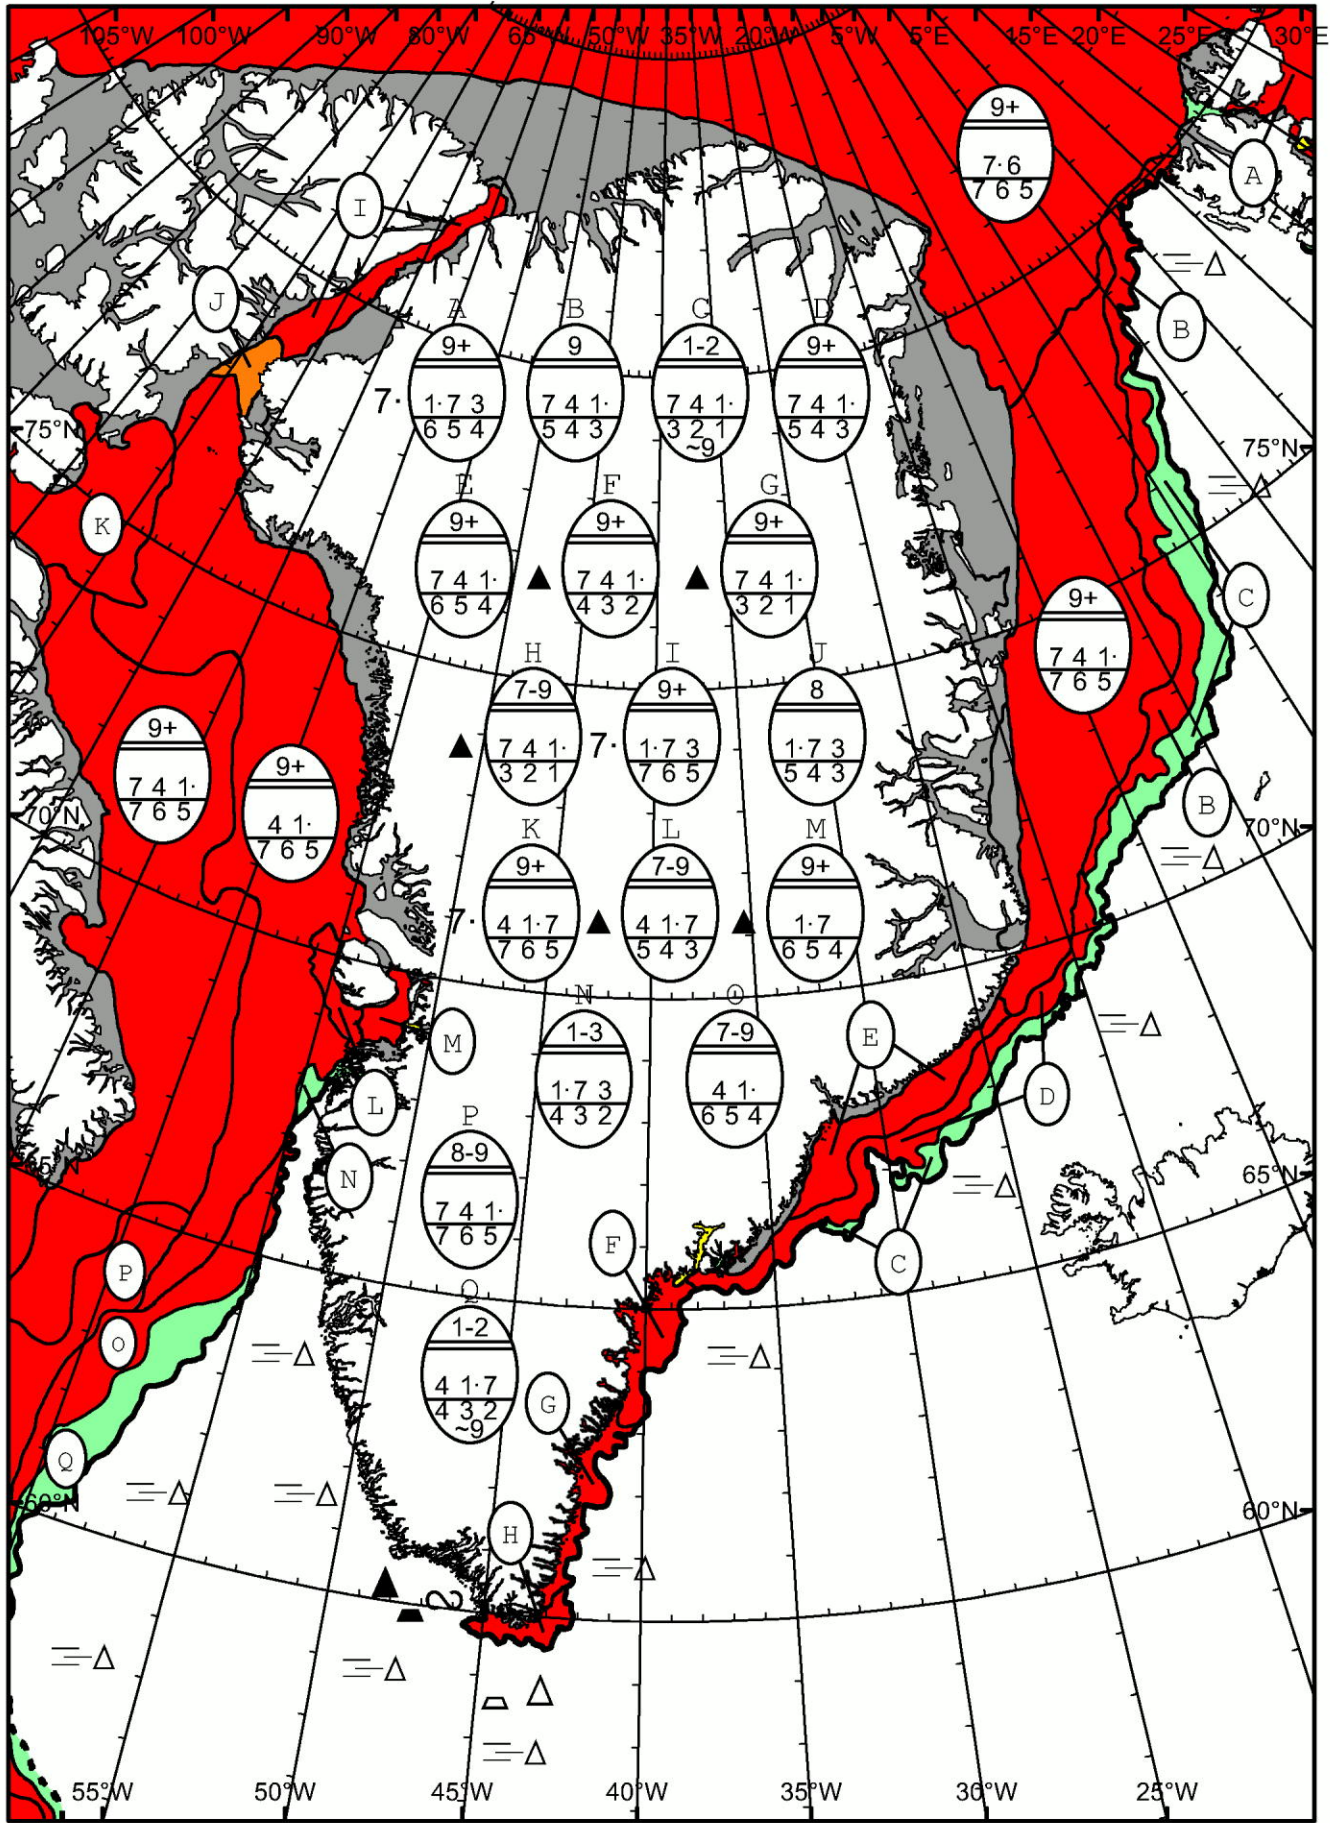 105°W 100°W 90°W 80°W 65°W 50°W 35°W 20°W 5°W 5°E 15°E 20°E 25°E 30°E
9+
7·6
7 6 5
A
I
J
B
A B C D
9+ 9 1-2 9+
7· 1·7 3 7 4 1· 7 4 1· 7 4 1·
6 5 4 5 4 3 3 2 1 5 4 3
~9
75°N 75°N
K
E F G
9+ 9+ 9+
7 4 1· 7 4 1· 7 4 1·
6 5 4 4 3 2 3 2 1
C
9+
7 4 1·
7 6 5
H I J
7-9 9+ 8
7 4 1· 7· 1·7 3 1·7 3
3 2 1 7 6 5 5 4 3
9+
7 4 1·
7 6 5
9+
4 1·
7 6 5
B
70°N 70°N
K L M
9+ 7-9 9+
7· 4 1·7 4 1·7 1·7
7 6 5 5 4 3 6 5 4
N O
1-3 7-9
1·7 3 4 1·
4 3 2 6 5 4
E
M
D
L
P
8-9
7 4 1·
7 6 5
65°N 65°N
N
F
C
P
O
Q
1-2
4 1·7
4 3 2
~9
G
Q
60°N 60°N
H
55°W 50°W 45°W 40°W 35°W 30°W 25°W